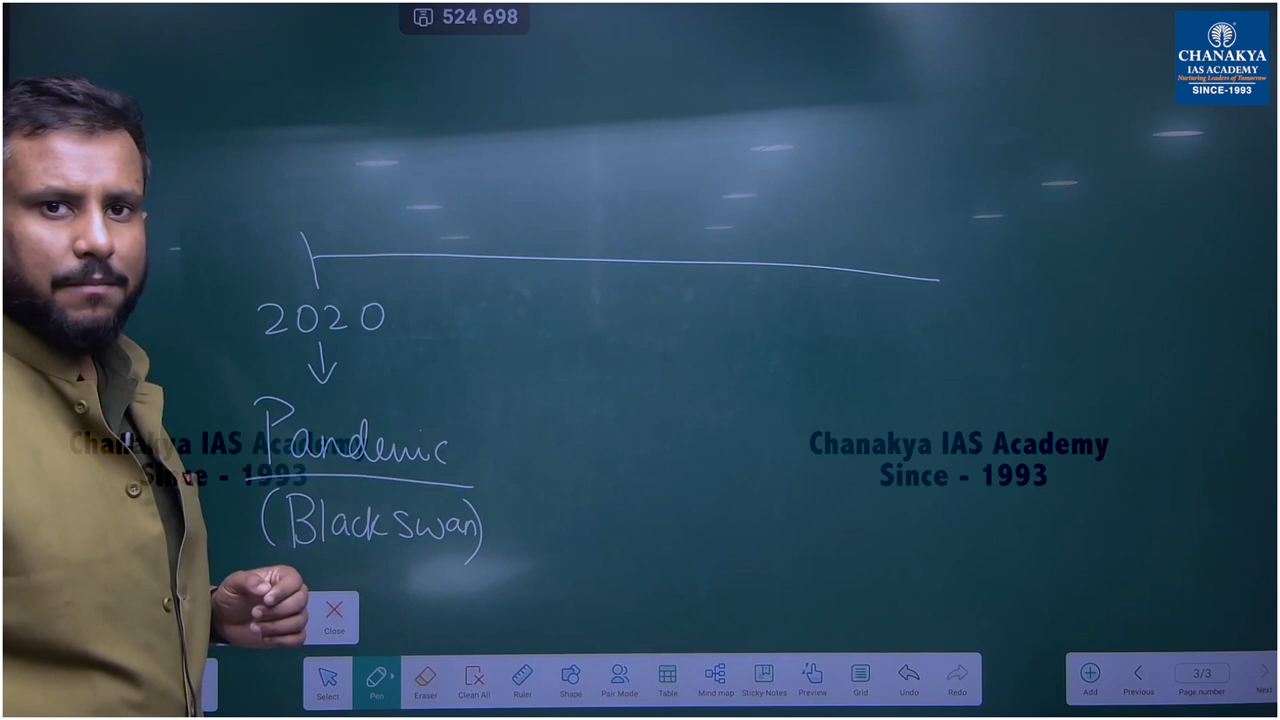 524 698
CHANAKYA
IAS ACADEMY
Nurturing Leaders of Tomorrow
SINCE-1993
2020
Pandemic
(Black swan)
Chanakya IAS Academy
Since - 1993
Chanakya IAS Academy
Since - 1993
Close
Select
Pen
Eraser
Clean All
Ruler
Shape
Pair Mode
Table
Mind map
Sticky Notes
Preview
Grid
Undo
Redo
Add
Previous
3/3
Page number
Next